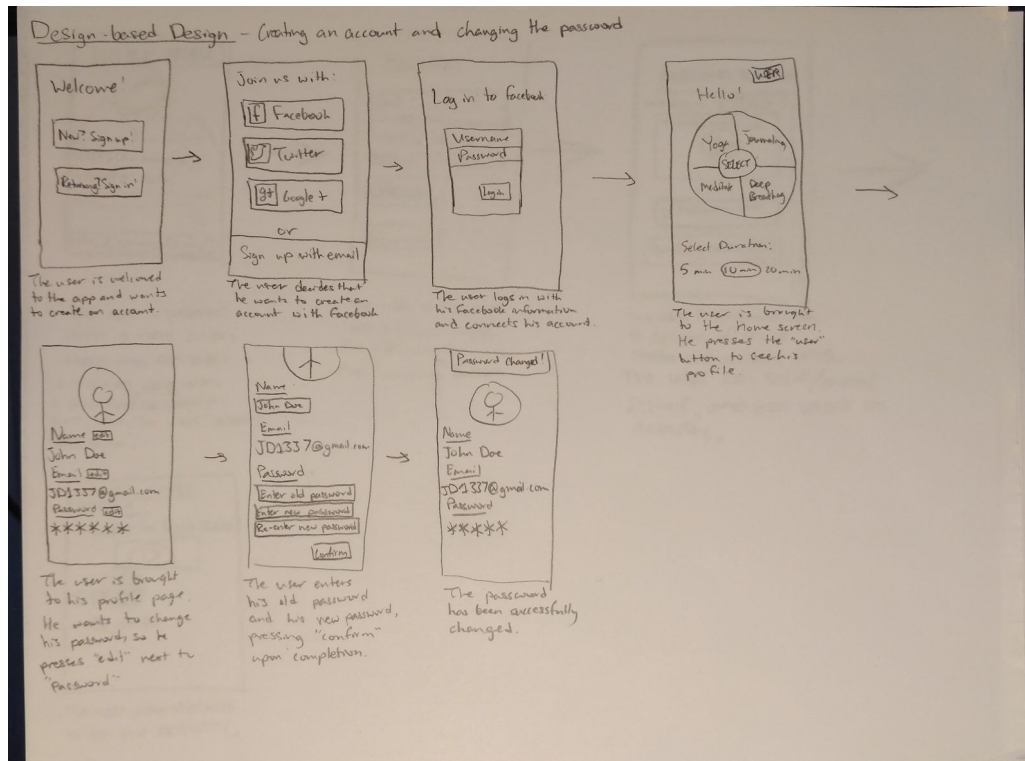 Design-based Design - Creating an account and changing the password
Welcome!
New? Sign up!
Returning? Sign in!
The user is welcomed
to the app and wants
to create an account.
Join us with:
f Facebook
Twitter
g+ Google +
or
Sign up with email
The user decides that
he wants to create an
account with Facebook
Log in to facebook
Username
Password
Log in
The user logs in with
his Facebook information
and connects his account.
USER
Hello!
Yoga
Journaling
SELECT
Meditate
Deep
Breathing
Select Duration:
5 min 10 min 20 min
The user is brought
to the Home screen.
He presses the "user"
button to see his
profile.
Name edit
John Doe
Email edit
JD1337@gmail.com
Password edit
******
The user is brought
to his profile page.
He wants to change
his password, so he
presses "edit" next to
"Password"
Name
John Doe
Email
JD1337@gmail.com
Password
Enter old password
Enter new password
Re-enter new password
Confirm
The user enters
his old password
and his new password,
pressing "confirm"
upon completion.
Password Changed!
Name
John Doe
Email
JD1337@gmail.com
Password
*****
The password
has been successfully
changed.